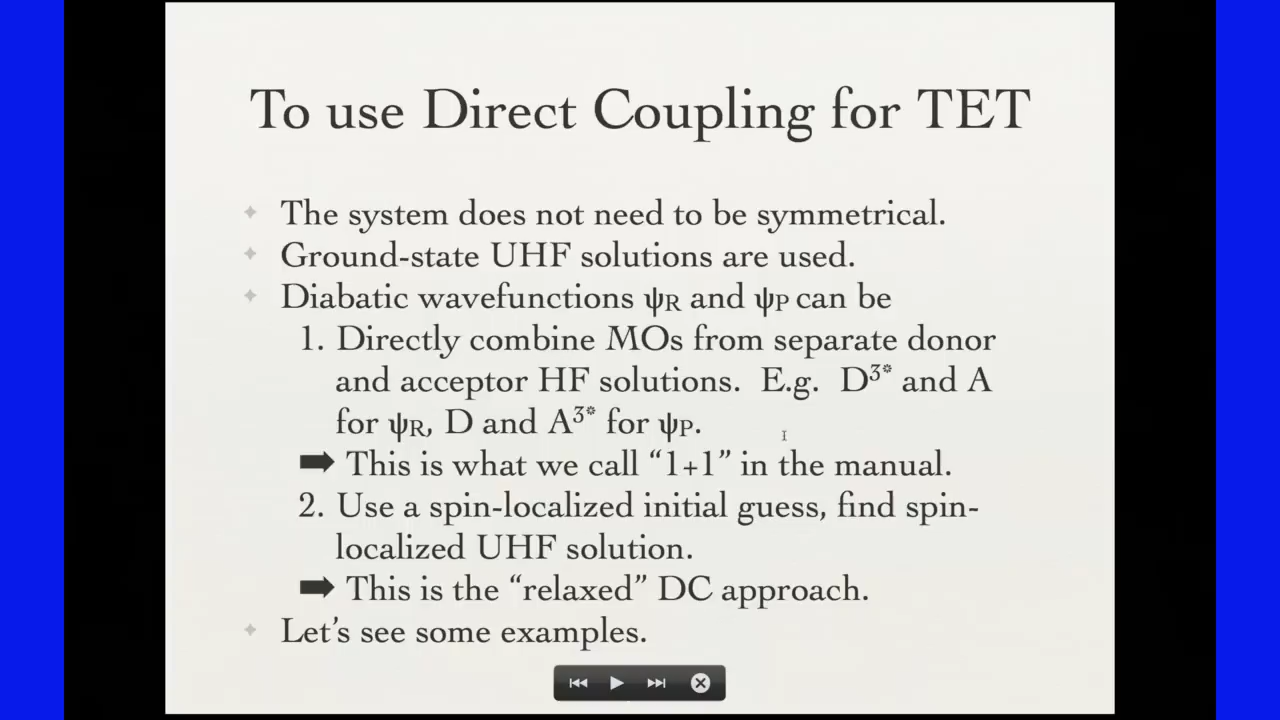 To use Direct Coupling for TET
The system does not need to be symmetrical.
Ground-state UHF solutions are used.
Diabatic wavefunctions ψR and ψP can be
1. Directly combine MOs from separate donor
and acceptor HF solutions. E.g. D³* and A
for ψR, D and A³* for ψP.
➡ This is what we call “1+1” in the manual.
2. Use a spin-localized initial guess, find spin-
localized UHF solution.
➡ This is the “relaxed” DC approach.
Let’s see some examples.